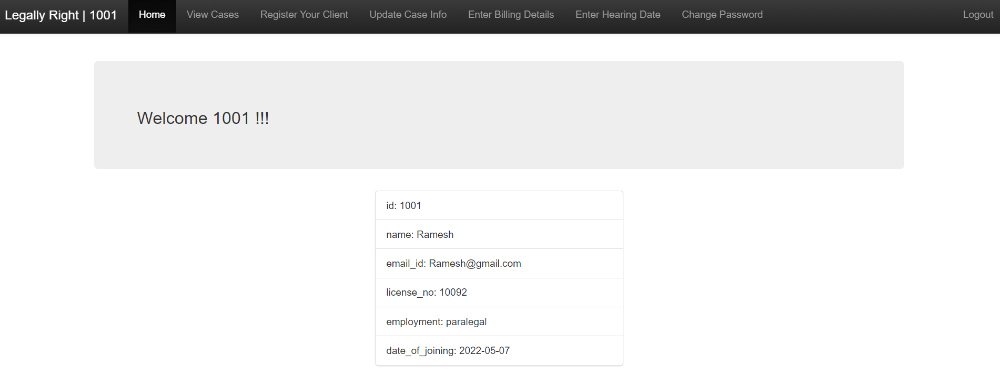 Legally Right | 1001 Home View Cases Register Your Client Update Case Info Enter Billing Details Enter Hearing Date Change Password Logout
Welcome 1001 !!!
id: 1001
name: Ramesh
email_id: Ramesh@gmail.com
license_no: 10092
employment: paralegal
date_of_joining: 2022-05-07